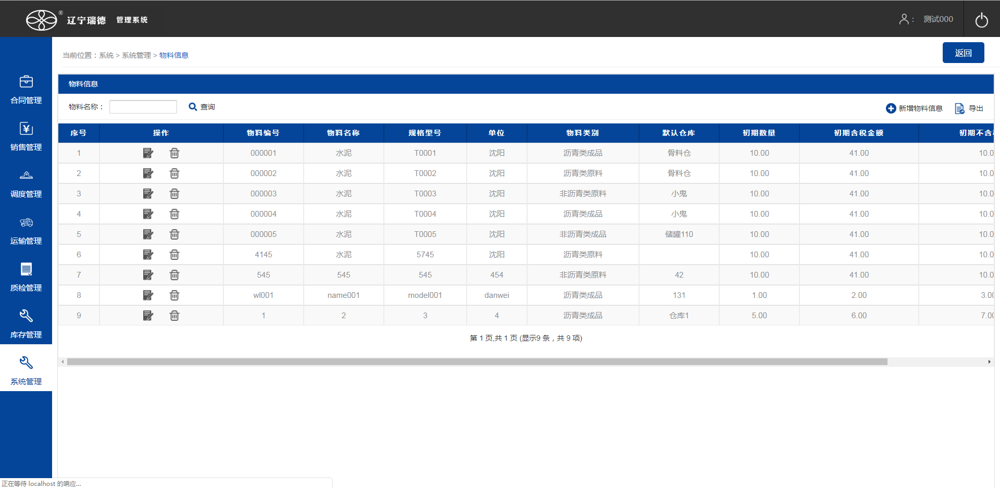 ® 辽宁瑞德 管理系统 : 测试000
当前位置：系统 > 系统管理 > 物料信息 返回
合同管理
销售管理
调度管理
运输管理
质检管理
库存管理
系统管理
物料信息
物料名称： 查询 新增物料信息 导出
序号 操作 物料编号 物料名称 规格型号 单位 物料类别 默认仓库 初期数量 初期含税金额 初期不含
1 000001 水泥 T0001 沈阳 沥青类成品 骨料仓 10.00 41.00 10.0
2 000002 水泥 T0002 沈阳 沥青类原料 骨料仓 10.00 41.00 10.0
3 000003 水泥 T0003 沈阳 非沥青类原料 小鬼 10.00 41.00 10.0
4 000004 水泥 T0004 沈阳 沥青类成品 小鬼 10.00 41.00 10.0
5 000005 水泥 T0005 沈阳 非沥青类成品 储罐110 10.00 41.00 10.0
6 4145 水泥 5745 沈阳 沥青类原料 10.00 41.00 10.0
7 545 545 545 454 非沥青类原料 42 10.00 41.00 10.0
8 wl001 name001 model001 danwei 沥青类成品 131 1.00 2.00 3.00
9 1 2 3 4 沥青类成品 仓库1 5.00 6.00 7.00
第 1 页,共 1 页 (显示9 条，共 9 项)
正在等待 localhost 的响应...